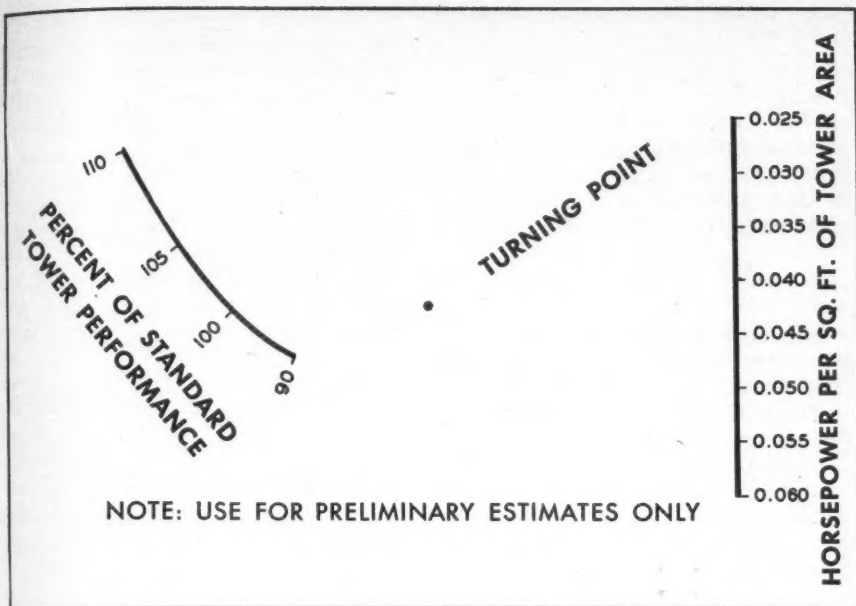 110
105
100
90
PERCENT OF STANDARD
TOWER PERFORMANCE
TURNING POINT
0.025
0.030
0.035
0.040
0.045
0.050
0.055
0.060
HORSEPOWER PER SQ. FT. OF TOWER AREA
NOTE: USE FOR PRELIMINARY ESTIMATES ONLY